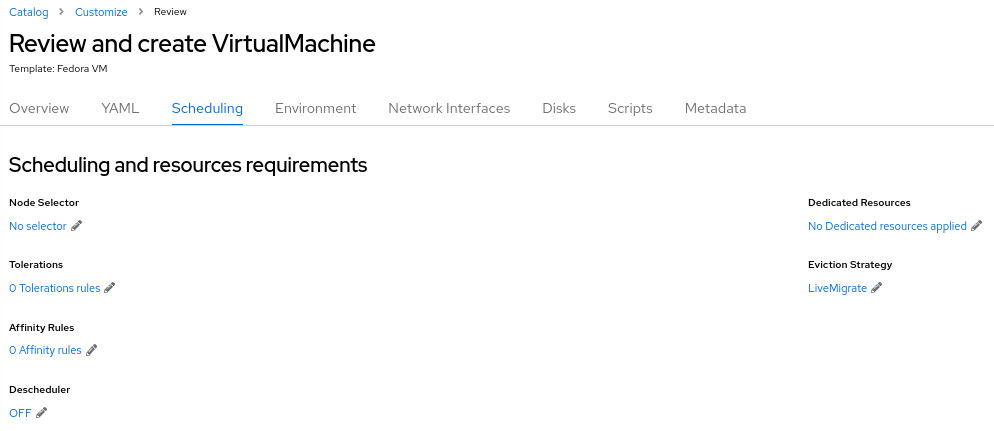 Catalog > Customize > Review
Review and create VirtualMachine
Template: Fedora VM
Overview YAML Scheduling Environment Network Interfaces Disks Scripts Metadata
Scheduling and resources requirements
Node Selector
No selector
Dedicated Resources
No Dedicated resources applied
Tolerations
0 Tolerations rules
Eviction Strategy
LiveMigrate
Affinity Rules
0 Affinity rules
Descheduler
OFF